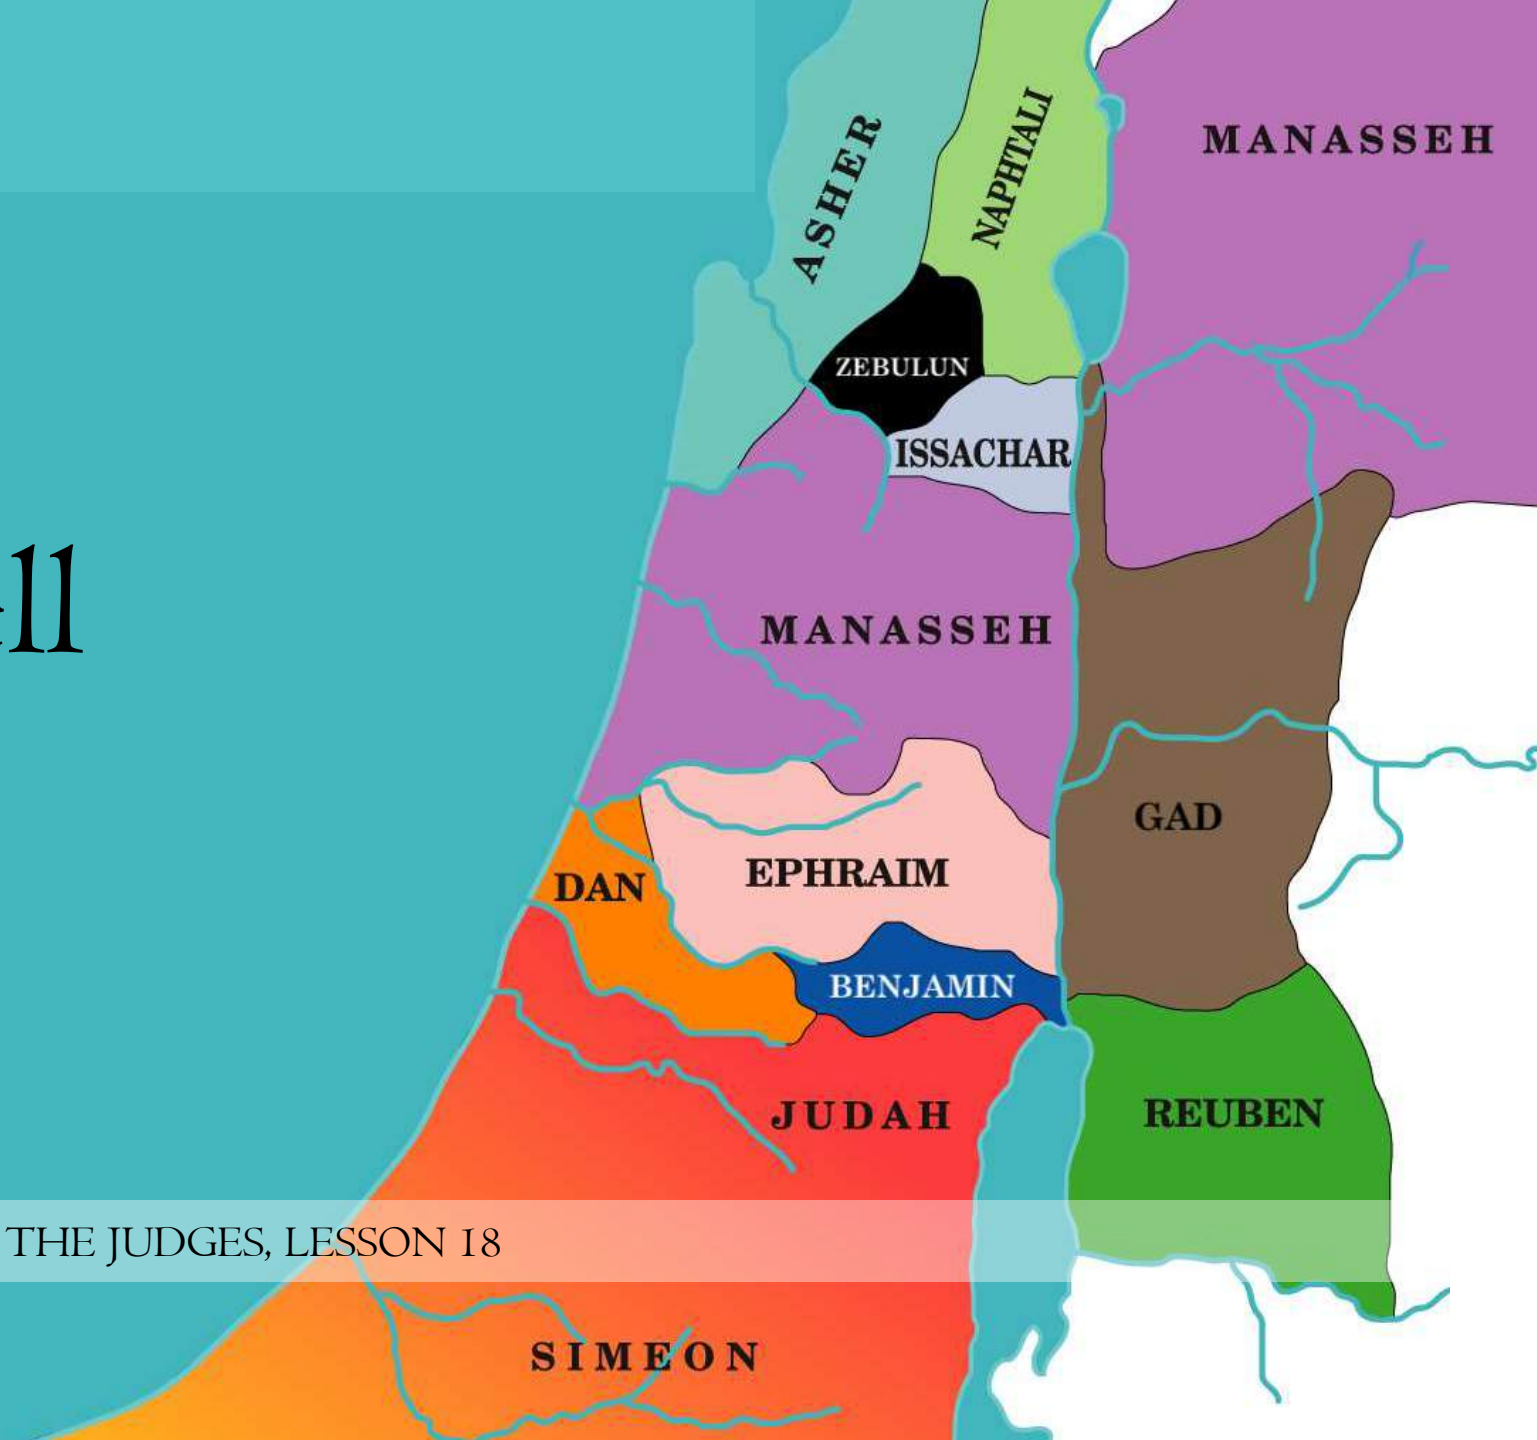 ASHER
NAPHTALI
MANASSEH
ZEBULUN
ISSACHAR
MANASSEH
GAD
EPHRAIM
DAN
BENJAMIN
JUDAH
REUBEN
THE JUDGES, LESSON 18
SIMEON